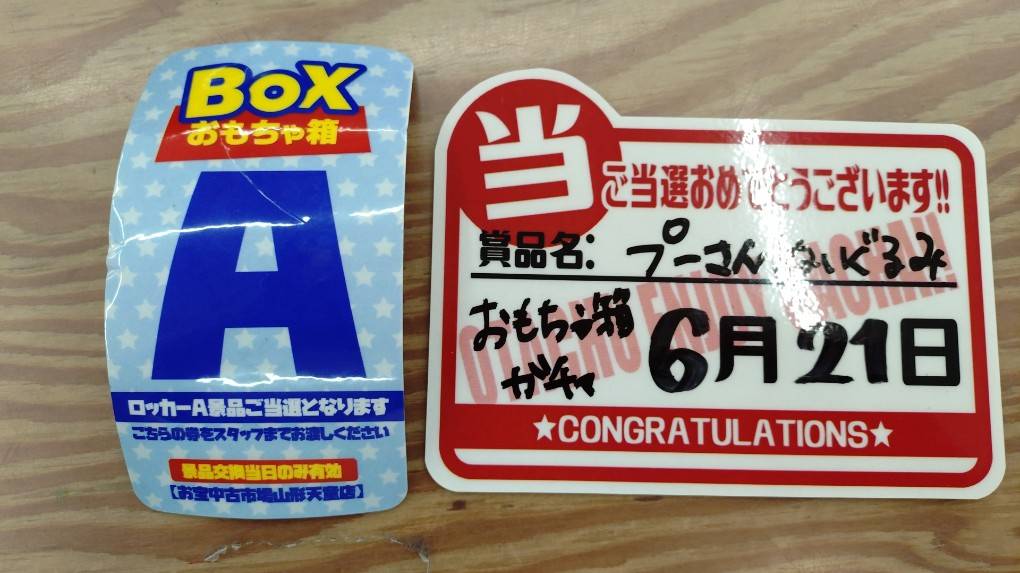 BoX
おもちゃ箱
A
ロッカーA景品ご当選となります
こちらの券をスタッフまでお渡しください
景品交換当日のみ有効
【お宝中古市場山形天童店】
当
ご当選おめでとうございます!!
賞品名: プーさんぬいぐるみ
おもちゃ箱
ガチャ
6月21日
★CONGRATULATIONS★